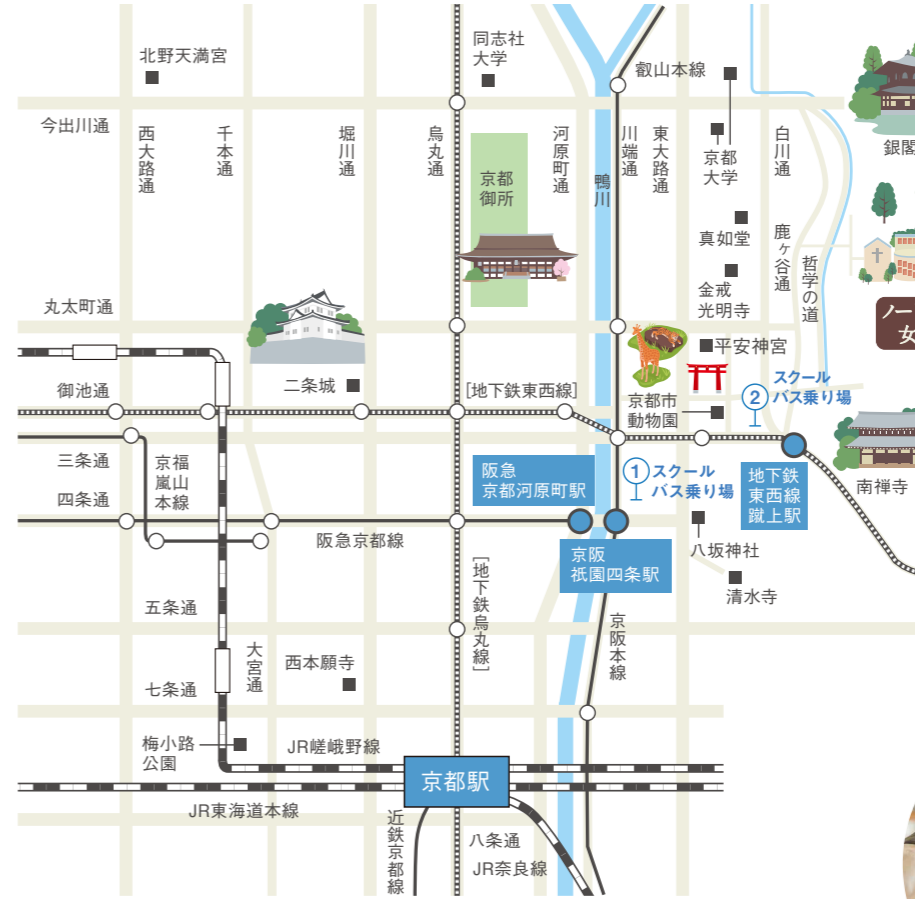 北野天満宮
同志社
大学
叡山本線
今出川通
西大路通
千本通
堀川通
烏丸通
河原町通
鴨川
川端通
東大路通
京都
大学
白川通
銀閣
京都
御所
真如堂
鹿ヶ谷通
哲学の道
金戒
光明寺
丸太町通
平安神宮
ノー
女
御池通
二条城
[地下鉄東西線]
京都市
動物園
2
スクール
バス乗り場
三条通
京福
嵐山
本線
阪急
京都河原町駅
1
スクール
バス乗り場
地下鉄
東西線
蹴上駅
南禅寺
四条通
阪急京都線
京阪
祇園四条駅
八坂神社
清水寺
[地下鉄烏丸線]
五条通
京阪本線
大宮通
西本願寺
七条通
梅小路
公園
JR嵯峨野線
京都駅
JR東海道本線
近鉄京都線
八条通
JR奈良線